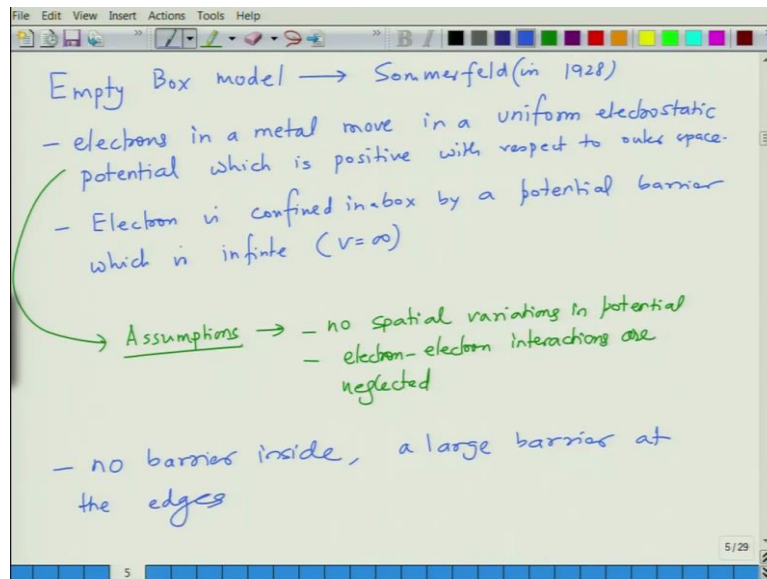 File Edit View Insert Actions Tools Help
Empty Box model → Sommerfeld (in 1928)
- electrons in a metal move in a uniform electrostatic
potential which is positive with respect to outer space.
- Electron is confined in a box by a potential barrier
which is infinte (V=∞)
Assumptions → - no spatial variations in potential
- electron-electron interactions are
neglected
- no barrier inside, a large barrier at
the edges
5/29
5